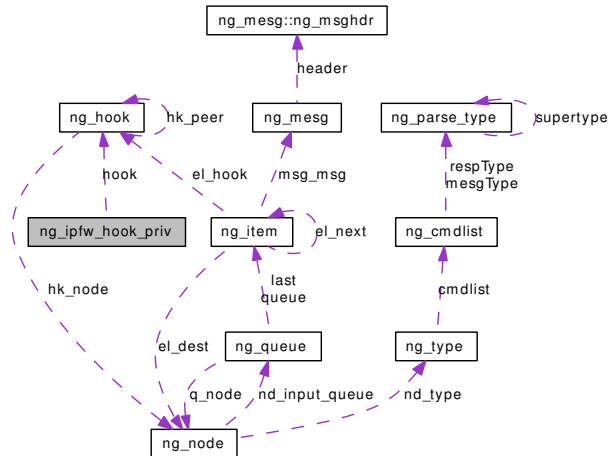 ng_mesg::ng_msghdr
header
ng_hook
hk_peer
ng_mesg
ng_parse_type
supertype
hook
el_hook
msg_msg
respType
mesgType
ng_ipfw_hook_priv
ng_item
el_next
ng_cmdlist
hk_node
last
queue
cmdlist
el_dest
ng_queue
ng_type
q_node
nd_input_queue
nd_type
ng_node